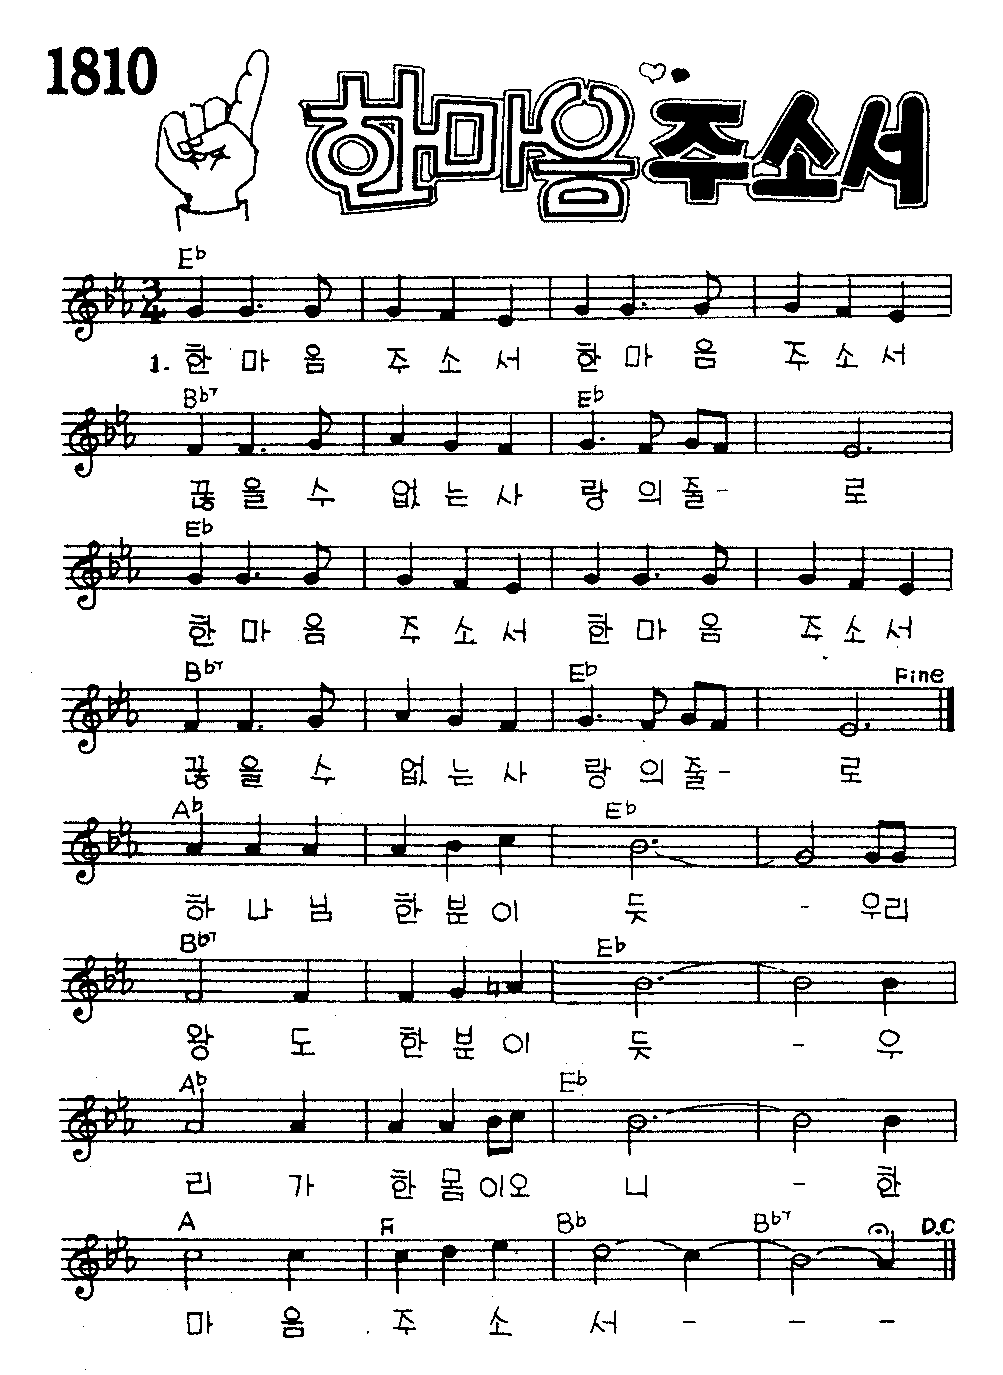 1810
한마음 주소서
E♭
1. 한 마 음 주 소 서 한 마 음 주 소 서
B♭7 E♭
끊 을 수 없 는 사 랑 의 줄 - 로
E♭
한 마 음 주 소 서 한 마 음 주 소 서
B♭7 E♭ Fine
끊 을 수 없 는 사 랑 의 줄 - 로
A♭ E♭
하 나 님 한 분 이 듯 - 우리
B♭7 E♭
왕 도 한 분 이 듯 - 우
A♭ E♭
리 가 한 몸 이오 니 - 한
A F B♭ B♭7 D.C
마 음 주 소 서 - - -